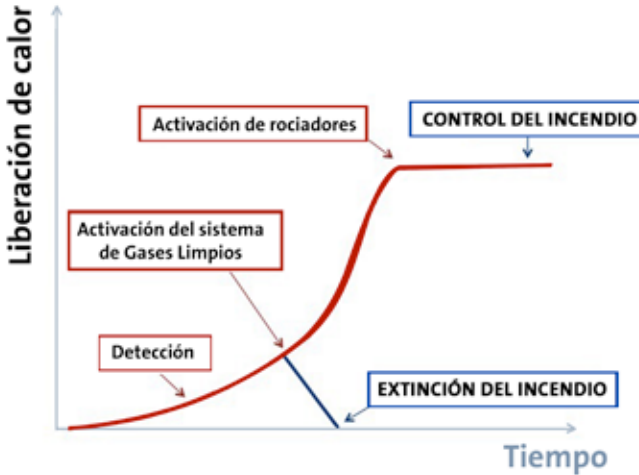 Liberación de calor
Activación de rociadores
CONTROL DEL INCENDIO
Activación del sistema
de Gases Limpios
Detección
EXTINCIÓN DEL INCENDIO
Tiempo